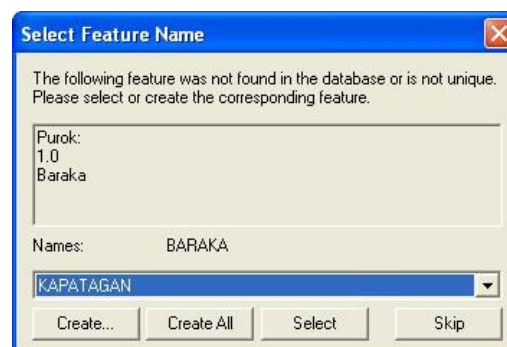 Select Feature Name
The following feature was not found in the database or is not unique.
Please select or create the corresponding feature.
Purok:
1.0
Baraka
Names: BARAKA
KAPATAGAN
Create... Create All Select Skip